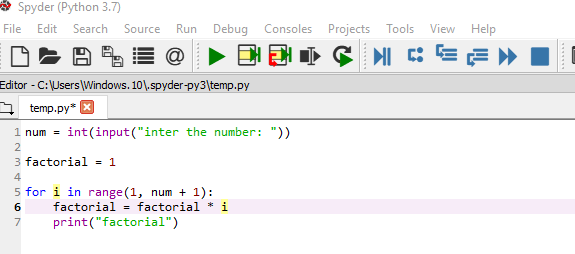 Spyder (Python 3.7)
File Edit Search Source Run Debug Consoles Projects Tools View Help
Editor - C:\Users\Windows.10\.spyder-py3\temp.py
temp.py*
1 num = int(input("inter the number: "))
2
3 factorial = 1
4
5 for i in range(1, num + 1):
6     factorial = factorial * i
7     print("factorial")